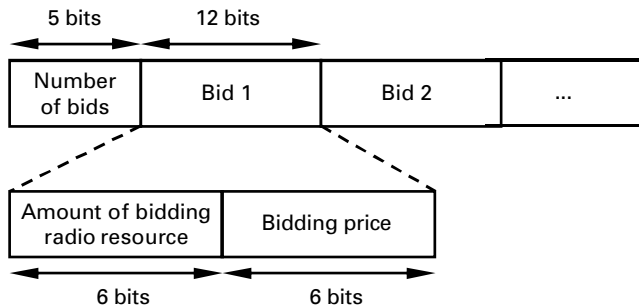 5 bits
12 bits
Number
of bids
Bid 1
Bid 2
...
Amount of bidding
radio resource
Bidding price
6 bits
6 bits